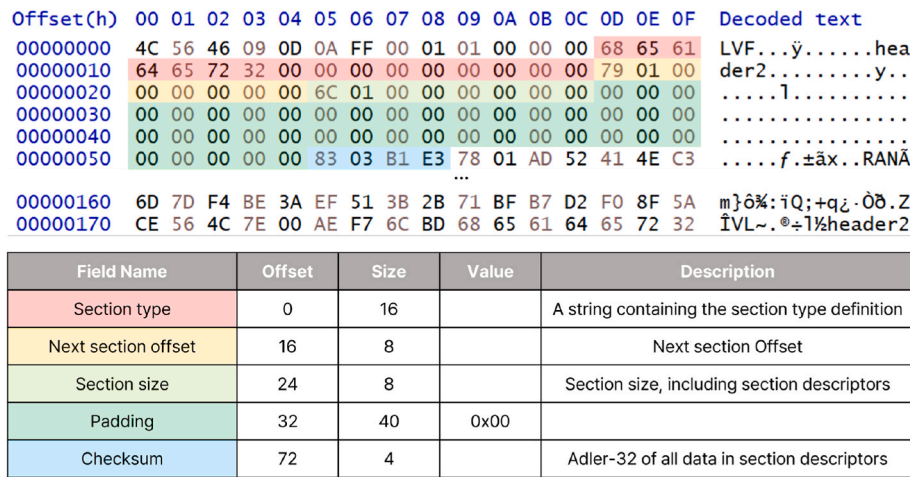 Offset(h) 00 01 02 03 04 05 06 07 08 09 0A 0B 0C 0D 0E 0F Decoded text
00000000 4C 56 46 09 0D 0A FF 00 01 01 00 00 00 68 65 61 LVF...ÿ......hea
00000010 64 65 72 32 00 00 00 00 00 00 00 00 00 79 01 00 der2.........y..
00000020 00 00 00 00 00 6C 01 00 00 00 00 00 00 00 00 00 .....l..........
00000030 00 00 00 00 00 00 00 00 00 00 00 00 00 00 00 00 ................
00000040 00 00 00 00 00 00 00 00 00 00 00 00 00 00 00 00 ................
00000050 00 00 00 00 00 83 03 B1 E3 78 01 AD 52 41 4E C3 .....ƒ.±ãx..RANÃ
...
00000160 6D 7D F4 BE 3A EF 51 3B 2B 71 BF B7 D2 F0 8F 5A m}ô¾:ïQ;+q¿·Òð.Z
00000170 CE 56 4C 7E 00 AE F7 6C BD 68 65 61 64 65 72 32 ÎVL~.®÷l½header2
Field Name Offset Size Value Description
Section type 0 16 A string containing the section type definition
Next section offset 16 8 Next section Offset
Section size 24 8 Section size, including section descriptors
Padding 32 40 0x00
Checksum 72 4 Adler-32 of all data in section descriptors